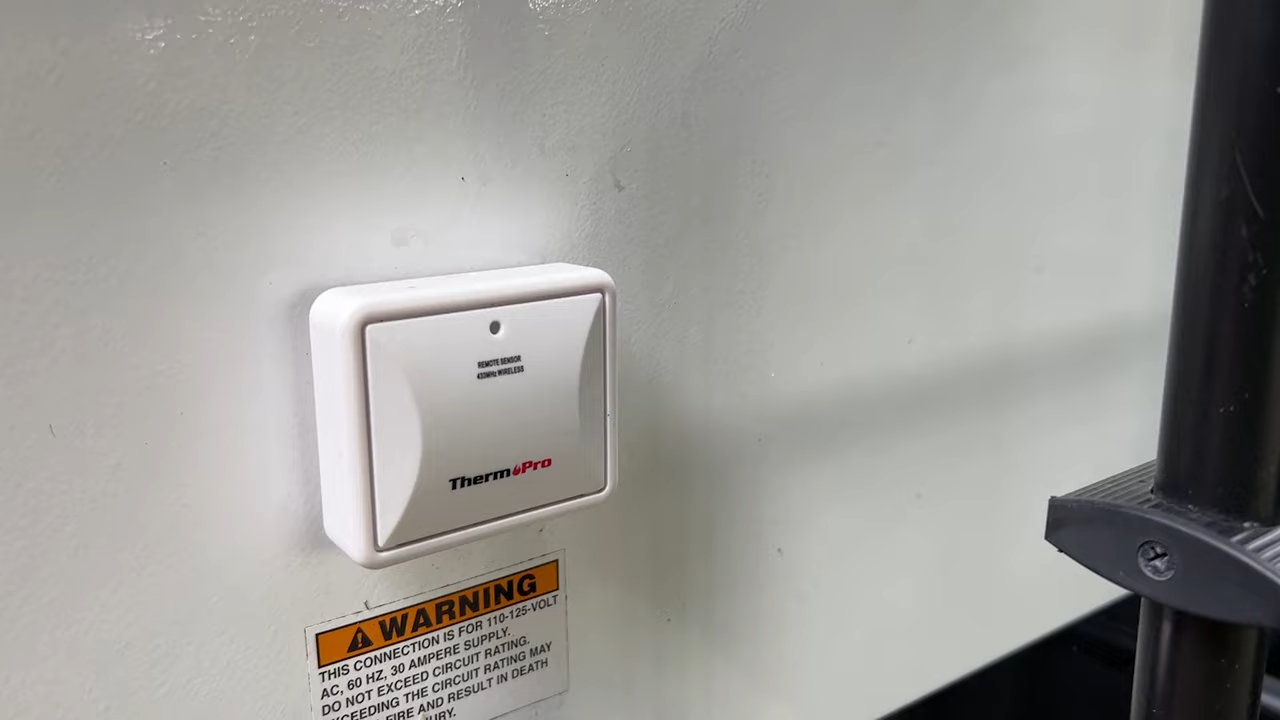 REMOTE SENSOR
433MHz WIRELESS
ThermoPro
WARNING
THIS CONNECTION IS FOR 110-125-VOLT
AC, 60 HZ, 30 AMPERE SUPPLY.
DO NOT EXCEED CIRCUIT RATING.
EXCEEDING THE CIRCUIT RATING MAY
FIRE AND RESULT IN DEATH